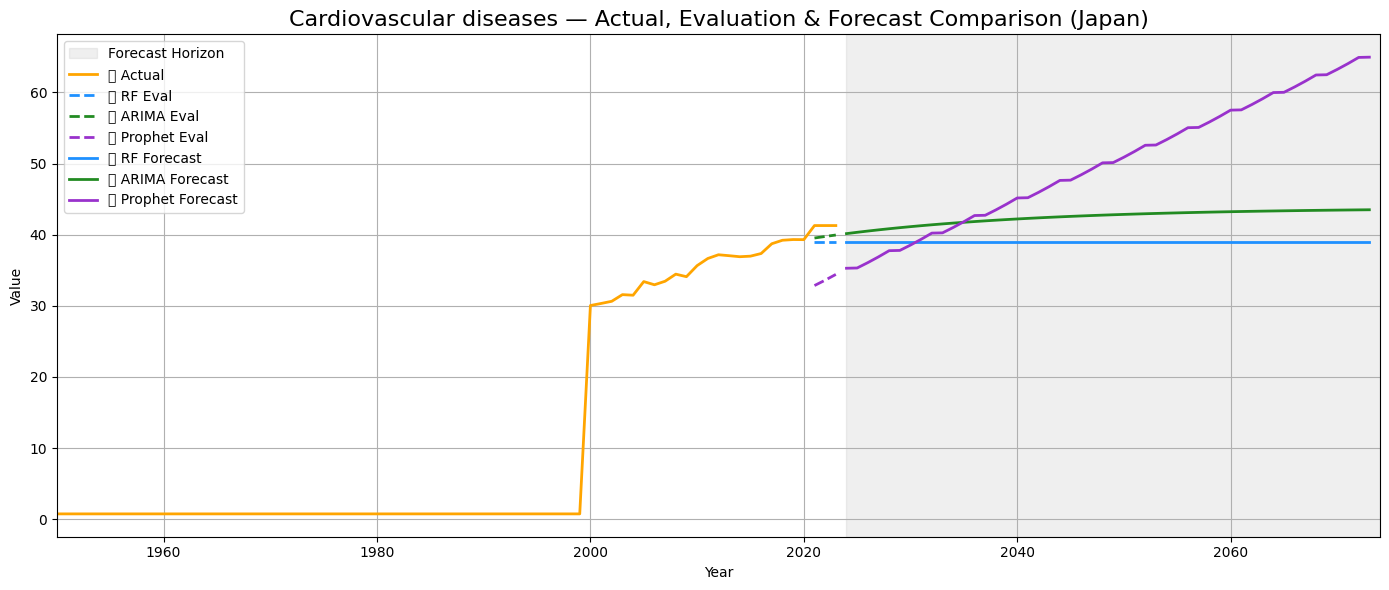 Cardiovascular diseases — Actual, Evaluation & Forecast Comparison (Japan)
Forecast Horizon
Actual
RF Eval
ARIMA Eval
Prophet Eval
RF Forecast
ARIMA Forecast
Prophet Forecast
Value
60
50
40
30
20
10
0
1960
1980
2000
2020
2040
2060
Year